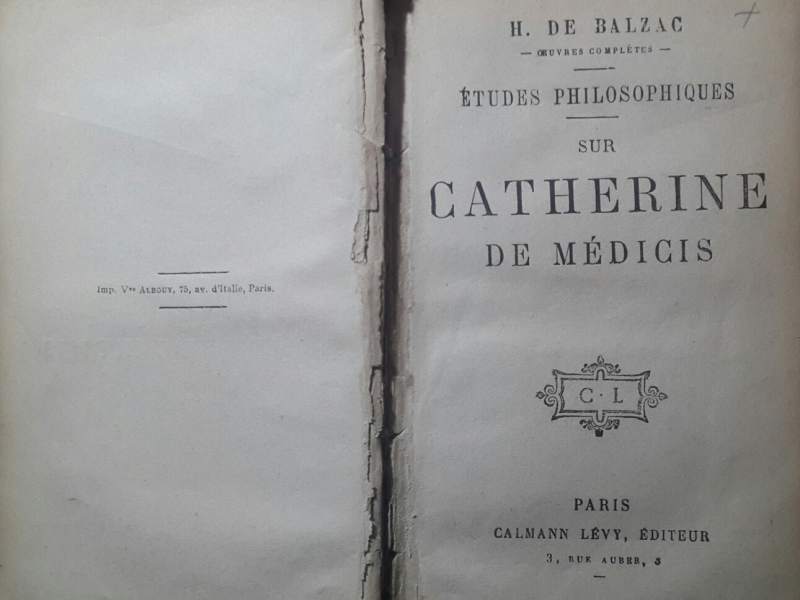 Imp. Vve ALBOUY, 75, av. d'Italie, Paris.
H. DE BALZAC
— ŒUVRES COMPLÈTES —
ÉTUDES PHILOSOPHIQUES
SUR
CATHERINE
DE MÉDICIS
C · L
PARIS
CALMANN LÉVY, ÉDITEUR
3, RUE AUBER, 3